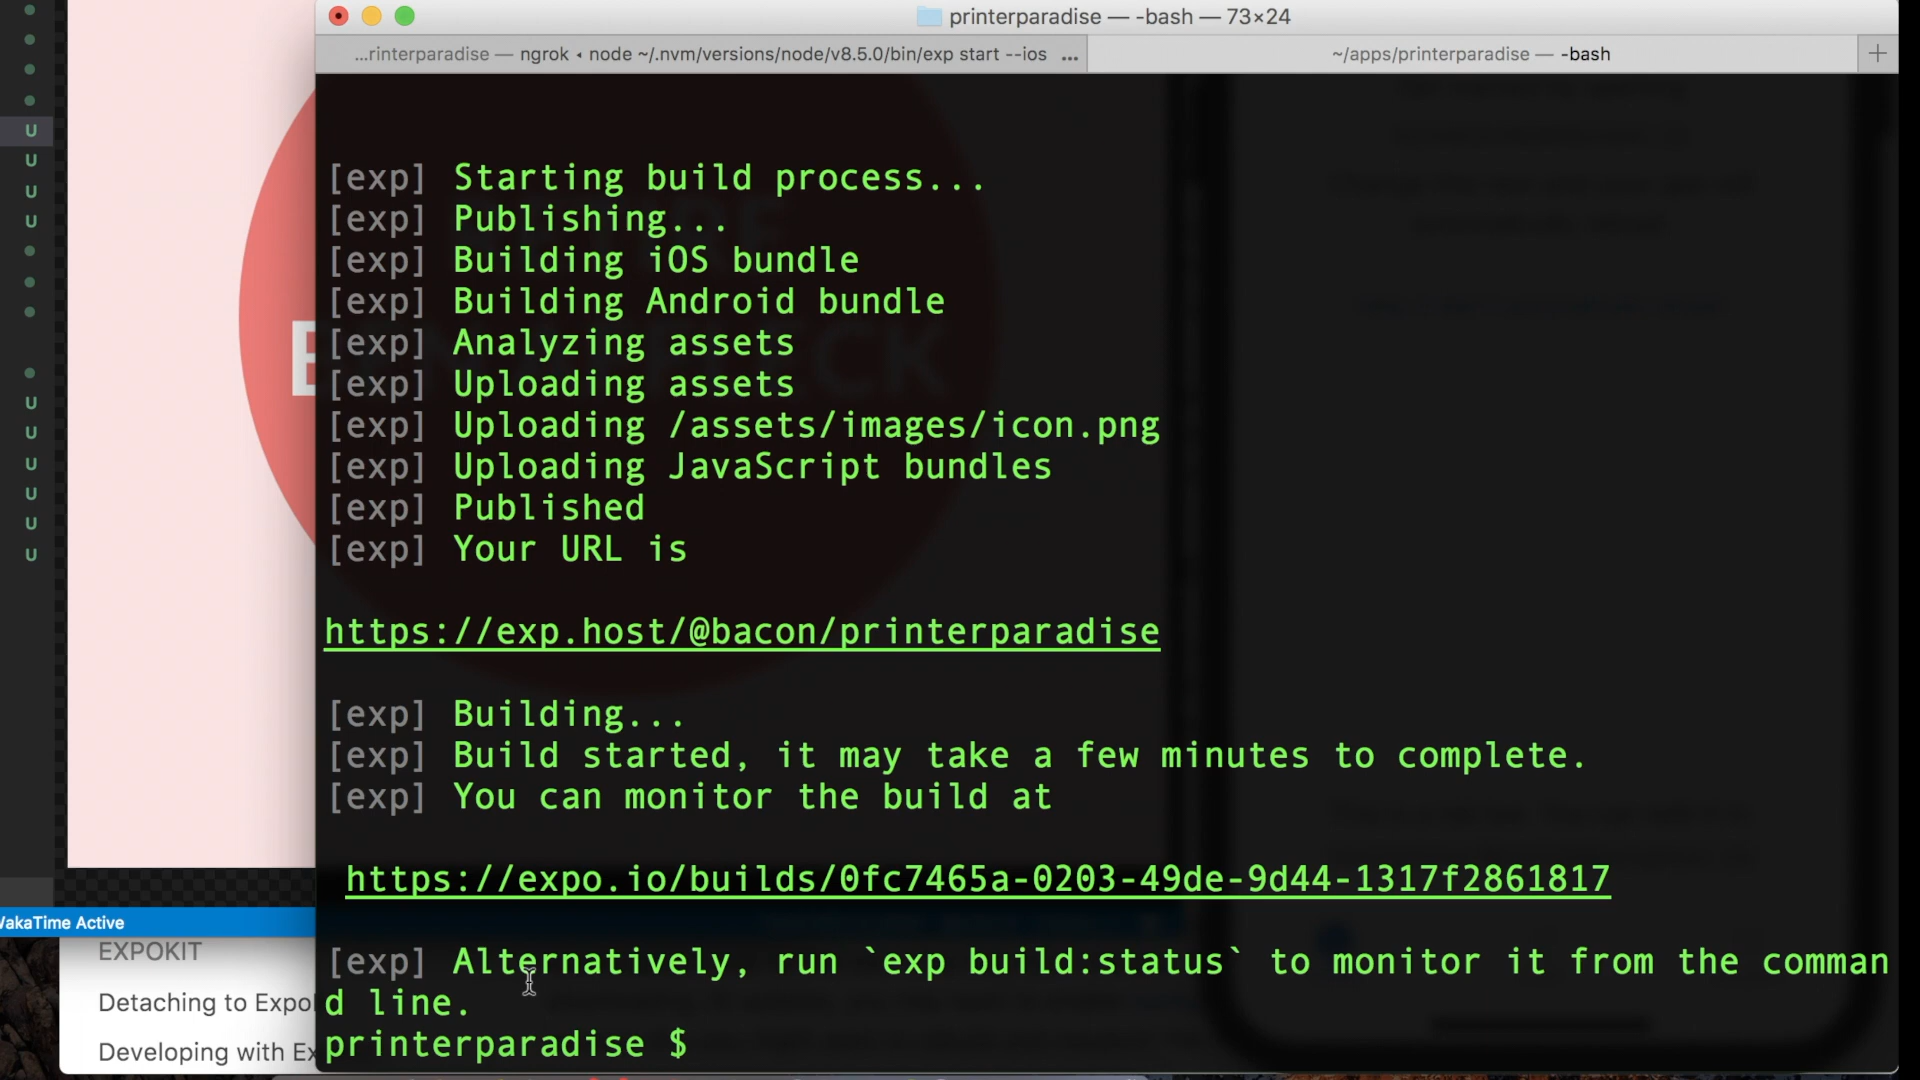 printerparadise — -bash — 73×24
...rinterparadise — ngrok ◂ node ~/.nvm/versions/node/v8.5.0/bin/exp start --ios ...
~/apps/printerparadise — -bash
+
U
U
U
U
U
U
U
U
U
U
[exp] Starting build process...
[exp] Publishing...
[exp] Building iOS bundle
[exp] Building Android bundle
[exp] Analyzing assets
[exp] Uploading assets
[exp] Uploading /assets/images/icon.png
[exp] Uploading JavaScript bundles
[exp] Published
[exp] Your URL is
https://exp.host/@bacon/printerparadise
[exp] Building...
[exp] Build started, it may take a few minutes to complete.
[exp] You can monitor the build at
https://expo.io/builds/0fc7465a-0203-49de-9d44-1317f2861817
[exp] Alternatively, run `exp build:status` to monitor it from the comman
d line.
printerparadise $
WakaTime Active
EXPOKIT
Detaching to Expo
Developing with Ex